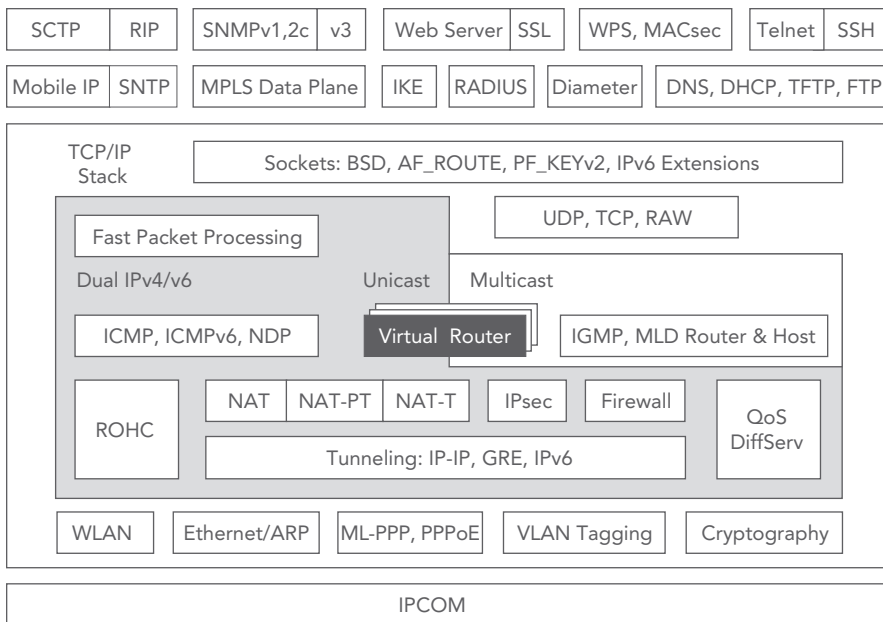 SCTP RIP SNMPv1,2c v3 Web Server SSL WPS, MACsec Telnet SSH
Mobile IP SNTP MPLS Data Plane IKE RADIUS Diameter DNS, DHCP, TFTP, FTP
TCP/IP
Stack
Sockets: BSD, AF_ROUTE, PF_KEYv2, IPv6 Extensions
UDP, TCP, RAW
Fast Packet Processing
Dual IPv4/v6 Unicast Multicast
ICMP, ICMPv6, NDP Virtual Router IGMP, MLD Router & Host
ROHC
NAT NAT-PT NAT-T IPsec Firewall
QoS
DiffServ
Tunneling: IP-IP, GRE, IPv6
WLAN Ethernet/ARP ML-PPP, PPPoE VLAN Tagging Cryptography
IPCOM